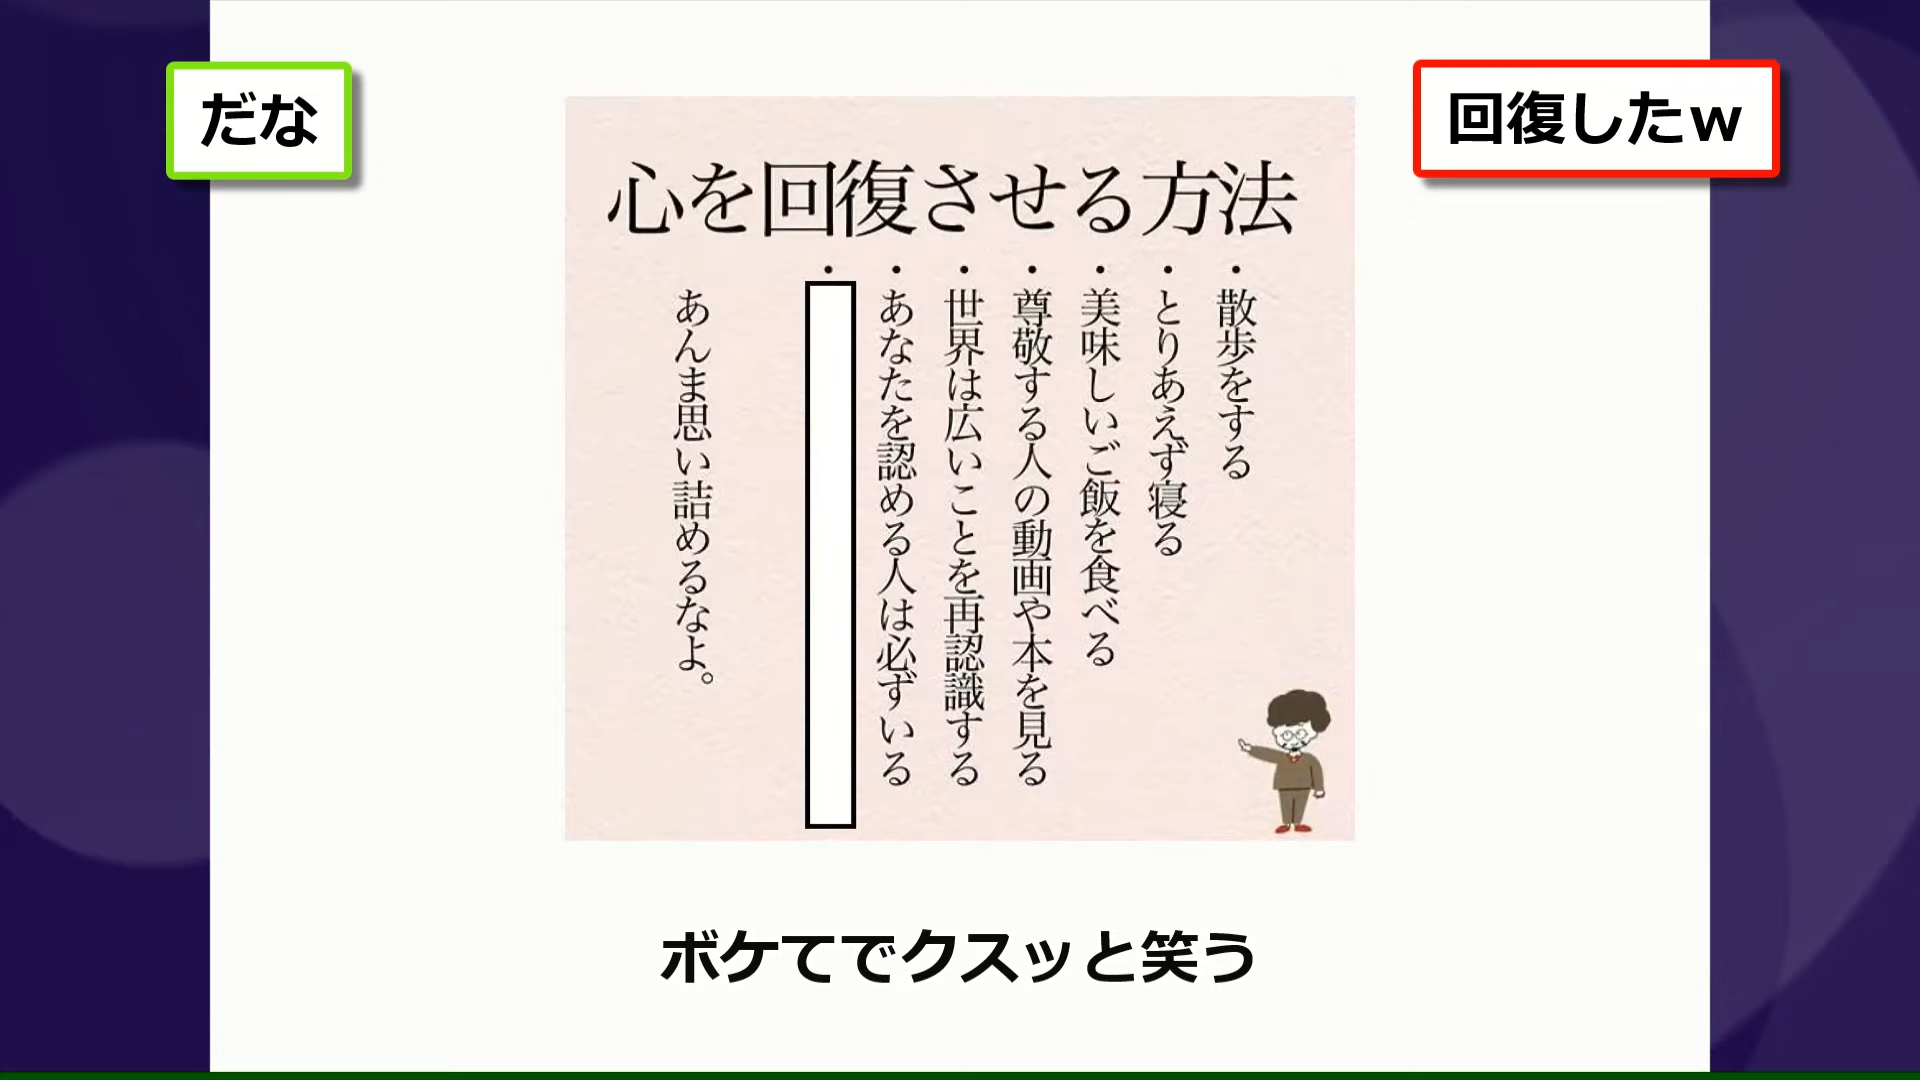 だな
回復したw
心を回復させる方法
・散歩をする
・とりあえず寝る
・美味しいご飯を食べる
・尊敬する人の動画や本を見る
・世界は広いことを再認識する
・あなたを認める人は必ずいる
・
あんま思い詰めるなよ。
ボケてでクスッと笑う